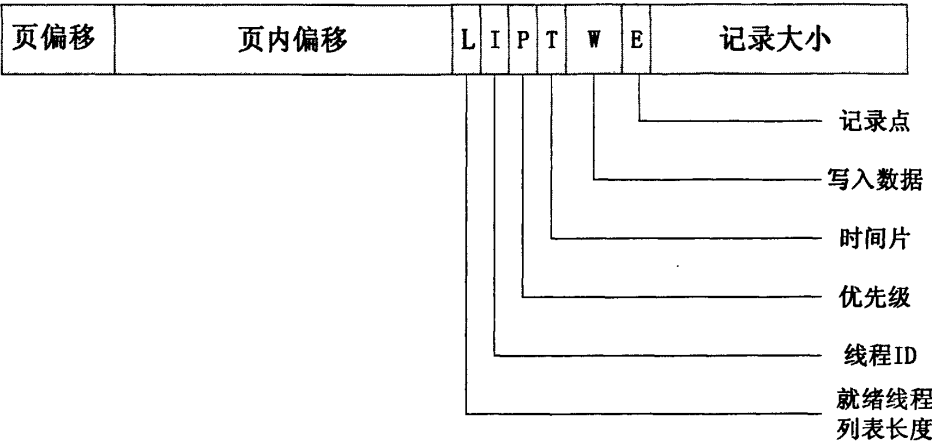 页偏移 页内偏移 L I P T W E 记录大小
记录点
写入数据
时间片
优先级
线程ID
就绪线程
列表长度